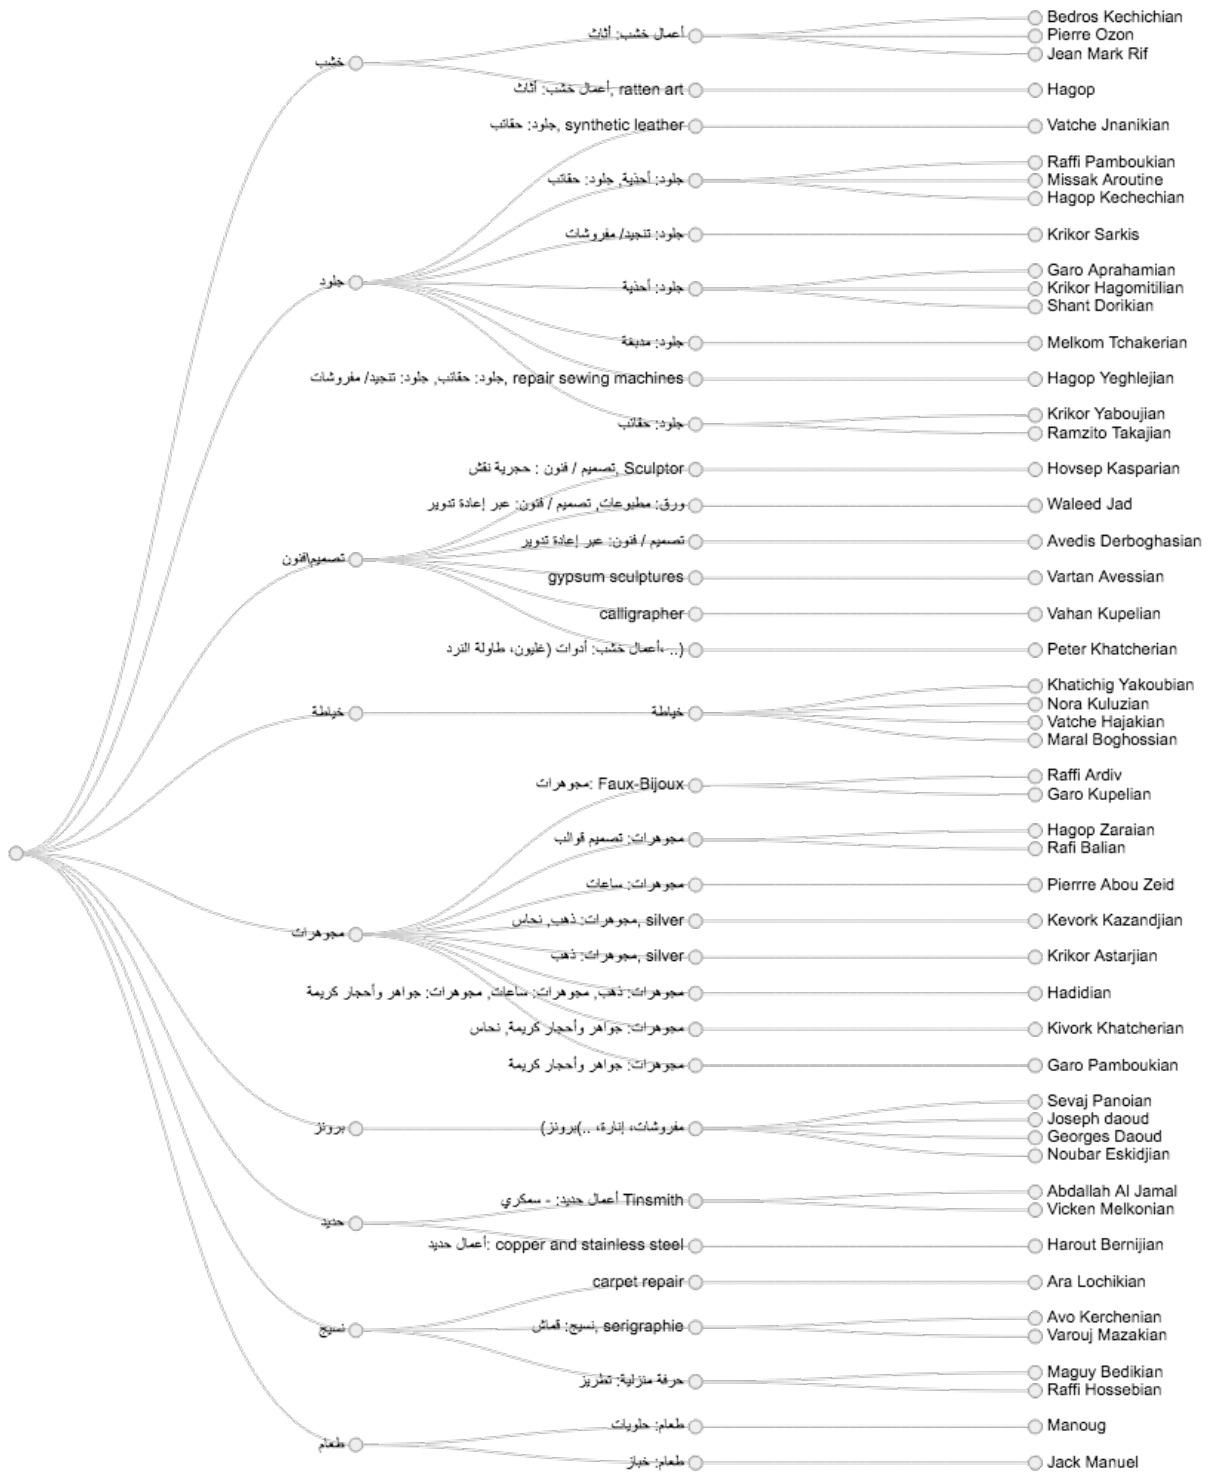 خشب
أعمال خشب: أثاث
Bedros Kechichian
Pierre Ozon
Jean Mark Rif
أعمال خشب: أثاث, ratten art
Hagop
جلود
جلود: حقائب, synthetic leather
Vatche Jnanikian
جلود: أحذية, جلود: حقائب
Raffi Pamboukian
Missak Aroutine
Hagop Kechechian
جلود: تنجيد/ مفروشات
Krikor Sarkis
جلود: أحذية
Garo Aprahamian
Krikor Hagomitilian
Shant Dorikian
جلود: مدبغة
Melkom Tchakerian
جلود: حقائب, جلود: تنجيد/ مفروشات, repair sewing machines
Hagop Yeghlejian
جلود: حقائب
Krikor Yaboujian
Ramzito Takajian
تصميم\فنون
تصميم / فنون : حجرية نقش, Sculptor
Hovsep Kasparian
ورق: مطبوعات, تصميم / فنون: عبر إعادة تدوير
Waleed Jad
تصميم / فنون: عبر إعادة تدوير
Avedis Derboghasian
gypsum sculptures
Vartan Avessian
calligrapher
Vahan Kupelian
أعمال خشب: أدوات (غليون، طاولة النرد، ..)
Peter Khatcherian
خياطة
خياطة
Khatichig Yakoubian
Nora Kuluzian
Vatche Hajakian
Maral Boghossian
مجوهرات
مجوهرات: Faux-Bijoux
Raffi Ardiv
Garo Kupelian
مجوهرات: تصميم قوالب
Hagop Zaraian
Rafi Balian
مجوهرات: ساعات
Pierrre Abou Zeid
مجوهرات: ذهب, نحاس, silver
Kevork Kazandjian
مجوهرات: ذهب, silver
Krikor Astarjian
مجوهرات: ذهب, مجوهرات: ساعات, مجوهرات: جواهر وأحجار كريمة
Hadidian
مجوهرات: جواهر وأحجار كريمة, نحاس
Kivork Khatcherian
مجوهرات: جواهر وأحجار كريمة
Garo Pamboukian
برونز
مفروشات، إنارة، ..)برونز)
Sevaj Panoian
Joseph daoud
Georges Daoud
Noubar Eskidjian
حديد
أعمال حديد: - سمكري Tinsmith
Abdallah Al Jamal
Vicken Melkonian
أعمال حديد: copper and stainless steel
Harout Bernijian
نسيج
carpet repair
Ara Lochikian
نسيج: قماش, serigraphie
Avo Kerchenian
Varouj Mazakian
حرفة منزلية: تطريز
Maguy Bedikian
Raffi Hossebian
طعام
طعام: حلويات
Manoug
طعام: خباز
Jack Manuel